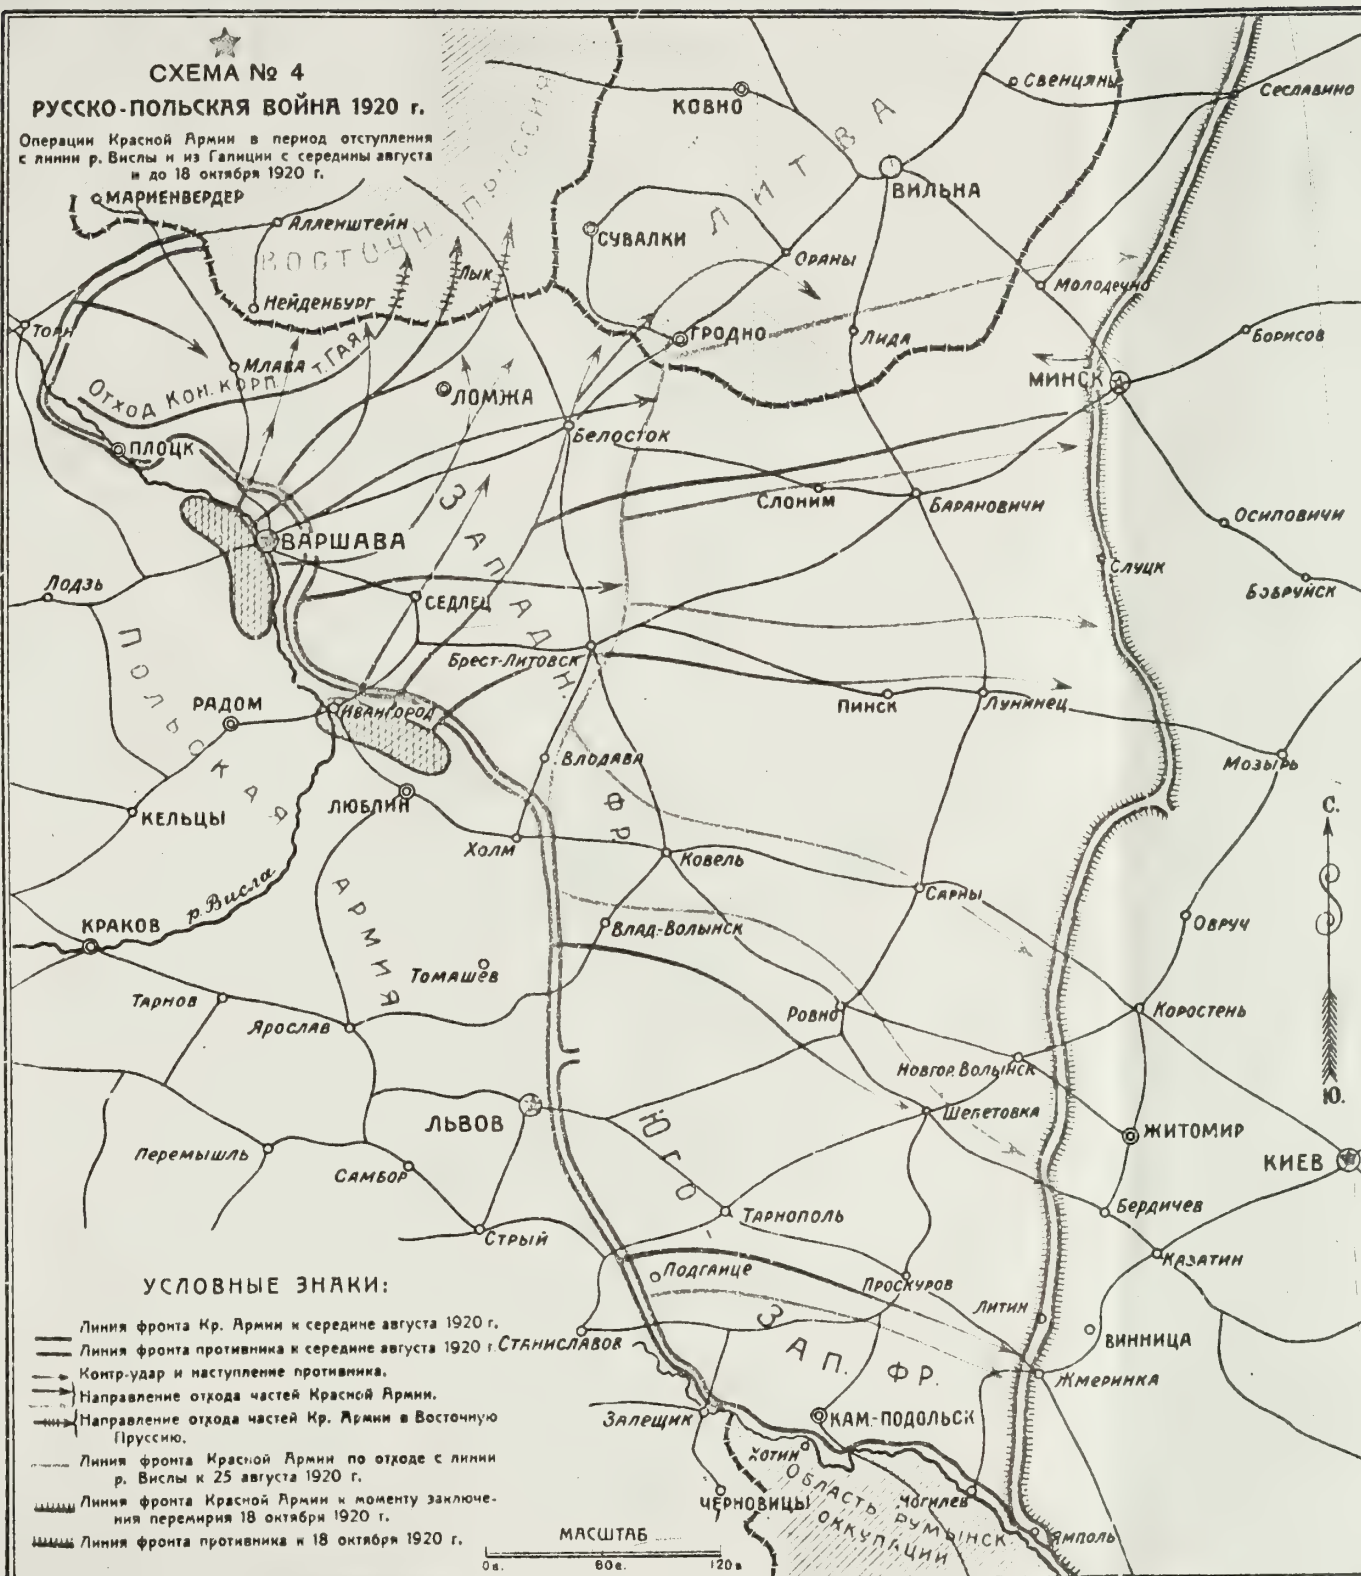 СХЕМА № 4
РУССКО-ПОЛЬСКАЯ ВОЙНА 1920 г.
Операции Красной Армии в период отступления
с линии р. Вислы и из Галиции с середины августа
и до 18 октября 1920 г.
КОВНО
Свенцяны
Сеславино
ЛИТВА
ВИЛЬНА
МАРИЕНВЕРДЕР
Алленштейн
ВОСТОЧН. ПРУССИЯ
СУВАЛКИ
Ораны
Молодечно
Лык
Нейденбург
Торн
ГРОДНО
Лида
Борисов
Млава
Отход Кон. корп. т. Гая
ЛОМЖА
МИНСК
ПЛОЦК
Белосток
Слоним
Барановичи
Осиповичи
ВАРШАВА
Слуцк
Бобруйск
Лодзь
СЕДЛЕЦ
ЗАПАДН. ФР.
Брест-Литовск
РАДОМ
ИВАНГОРОД
Пинск
Лунинец
Влодава
Мозырь
ПОЛЬСКАЯ
АРМИЯ
КЕЛЬЦЫ
ЛЮБЛИН
Холм
Ковель
С.
Сарны
р. Висла
КРАКОВ
Влад-Волынск
Овруч
Томашев
Тарнов
Ярослав
Ровно
Коростень
Новгор. Волынск
Ю.
ЛЬВОВ
Шепетовка
ЖИТОМИР
Перемышль
Самбор
КИЕВ
ЮГО-
ЗАП. ФР.
Стрый
Тарнополь
Бердичев
Казатин
Подгайце
Проскуров
Литин
ВИННИЦА
Станиславов
Жмеринка
Залещик
КАМ.-ПОДОЛЬСК
Хотин
ЧЕРНОВИЦЫ
ОБЛАСТЬ РУМЫНСК.
ОККУПАЦИИ
Могилев
Ямполь
УСЛОВНЫЕ ЗНАКИ:
Линия фронта Кр. Армии к середине августа 1920 г.
Линия фронта противника к середине августа 1920 г.
Контр-удар и наступление противника.
Направление отхода частей Красной Армии.
Направление отхода частей Кр. Армии в Восточную
Пруссию.
Линия фронта Красной Армии по отходе с линии
р. Вислы к 25 августа 1920 г.
Линия фронта Красной Армии к моменту заключе-
ния перемирия 18 октября 1920 г.
Линия фронта противника к 18 октября 1920 г.
МАСШТАБ
0в. 60в. 120в